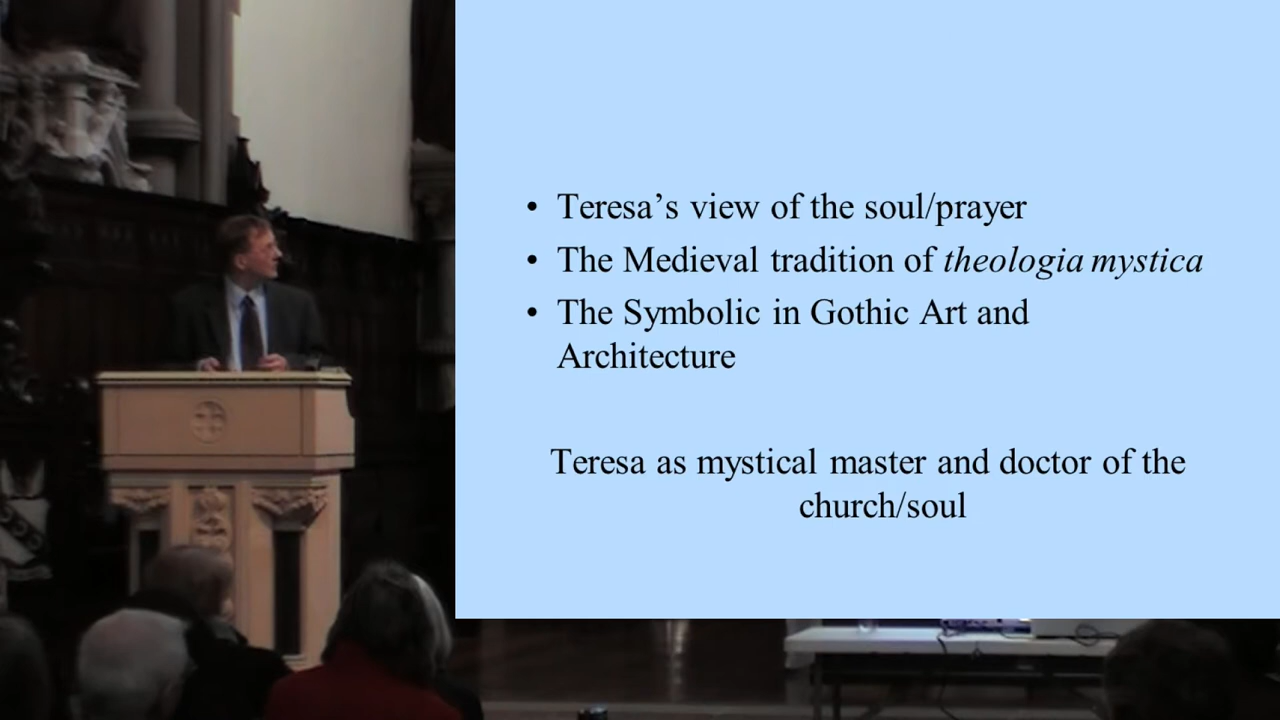 • Teresa’s view of the soul/prayer
• The Medieval tradition of theologia mystica
• The Symbolic in Gothic Art and
Architecture
Teresa as mystical master and doctor of the
church/soul